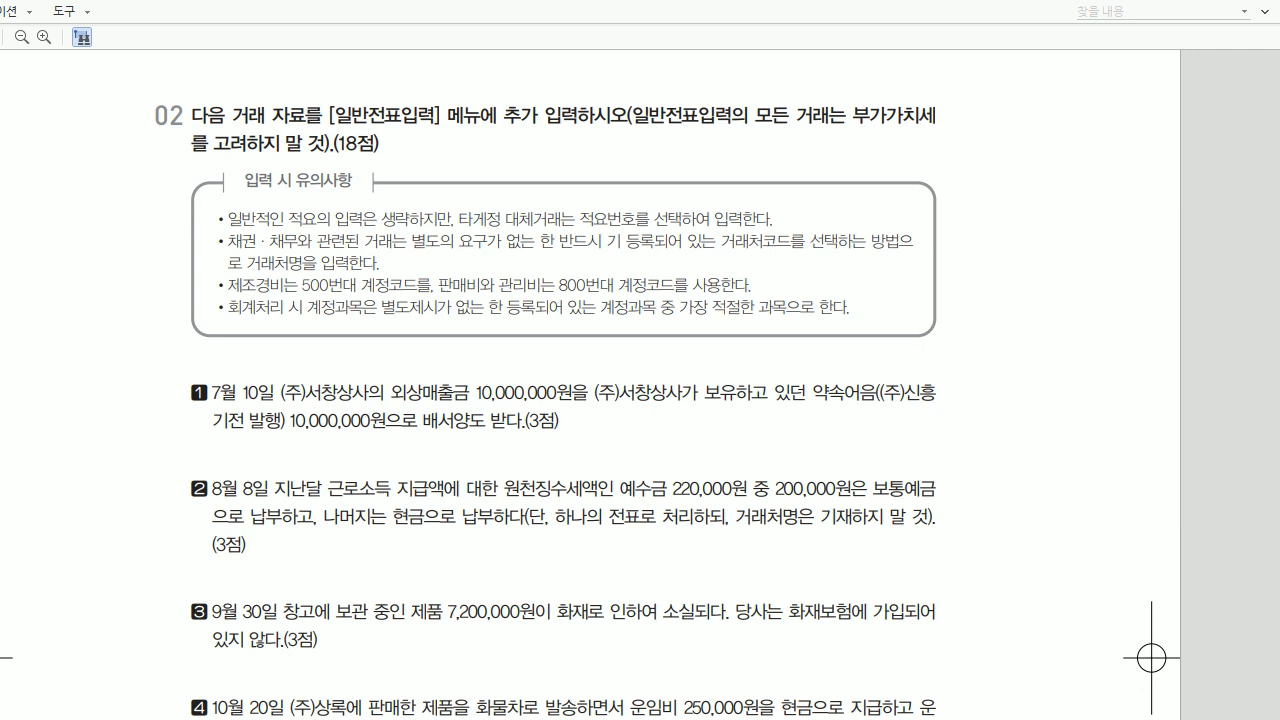 이션 도구 찾을 내용
02 다음 거래 자료를 [일반전표입력] 메뉴에 추가 입력하시오(일반전표입력의 모든 거래는 부가가치세
를 고려하지 말 것).(18점)
입력 시 유의사항
• 일반적인 적요의 입력은 생략하지만, 타계정 대체거래는 적요번호를 선택하여 입력한다.
• 채권 · 채무와 관련된 거래는 별도의 요구가 없는 한 반드시 기 등록되어 있는 거래처코드를 선택하는 방법으
로 거래처명을 입력한다.
• 제조경비는 500번대 계정코드를, 판매비와 관리비는 800번대 계정코드를 사용한다.
• 회계처리 시 계정과목은 별도제시가 없는 한 등록되어 있는 계정과목 중 가장 적절한 과목으로 한다.
1 7월 10일 (주)서창상사의 외상매출금 10,000,000원을 (주)서창상사가 보유하고 있던 약속어음((주)신흥
기전 발행) 10,000,000원으로 배서양도 받다.(3점)
2 8월 8일 지난달 근로소득 지급액에 대한 원천징수세액인 예수금 220,000원 중 200,000원은 보통예금
으로 납부하고, 나머지는 현금으로 납부하다(단, 하나의 전표로 처리하되, 거래처명은 기재하지 말 것).
(3점)
3 9월 30일 창고에 보관 중인 제품 7,200,000원이 화재로 인하여 소실되다. 당사는 화재보험에 가입되어
있지 않다.(3점)
4 10월 20일 (주)상록에 판매한 제품을 화물차로 발송하면서 운임비 250,000원을 현금으로 지급하고 운